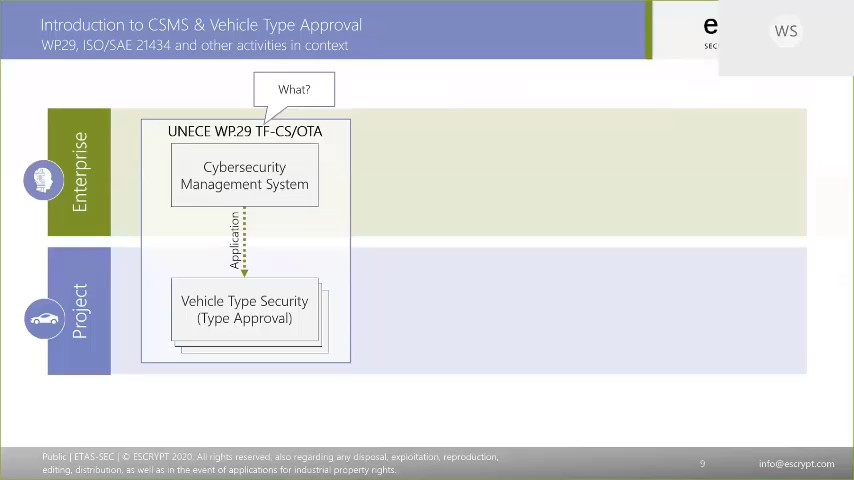 Introduction to CSMS & Vehicle Type Approval
WP.29, ISO/SAE 21434 and other activities in context
WS
What?
Enterprise
UNECE WP.29 TF-CS/OTA
Cybersecurity
Management System
Application
Project
Vehicle Type Security
(Type Approval)
Public | ETAS-SEC | © ESCRYPT 2020. All rights reserved, also regarding any disposal, exploitation, reproduction,
editing, distribution, as well as in the event of applications for industrial property rights.
9
info@escrypt.com